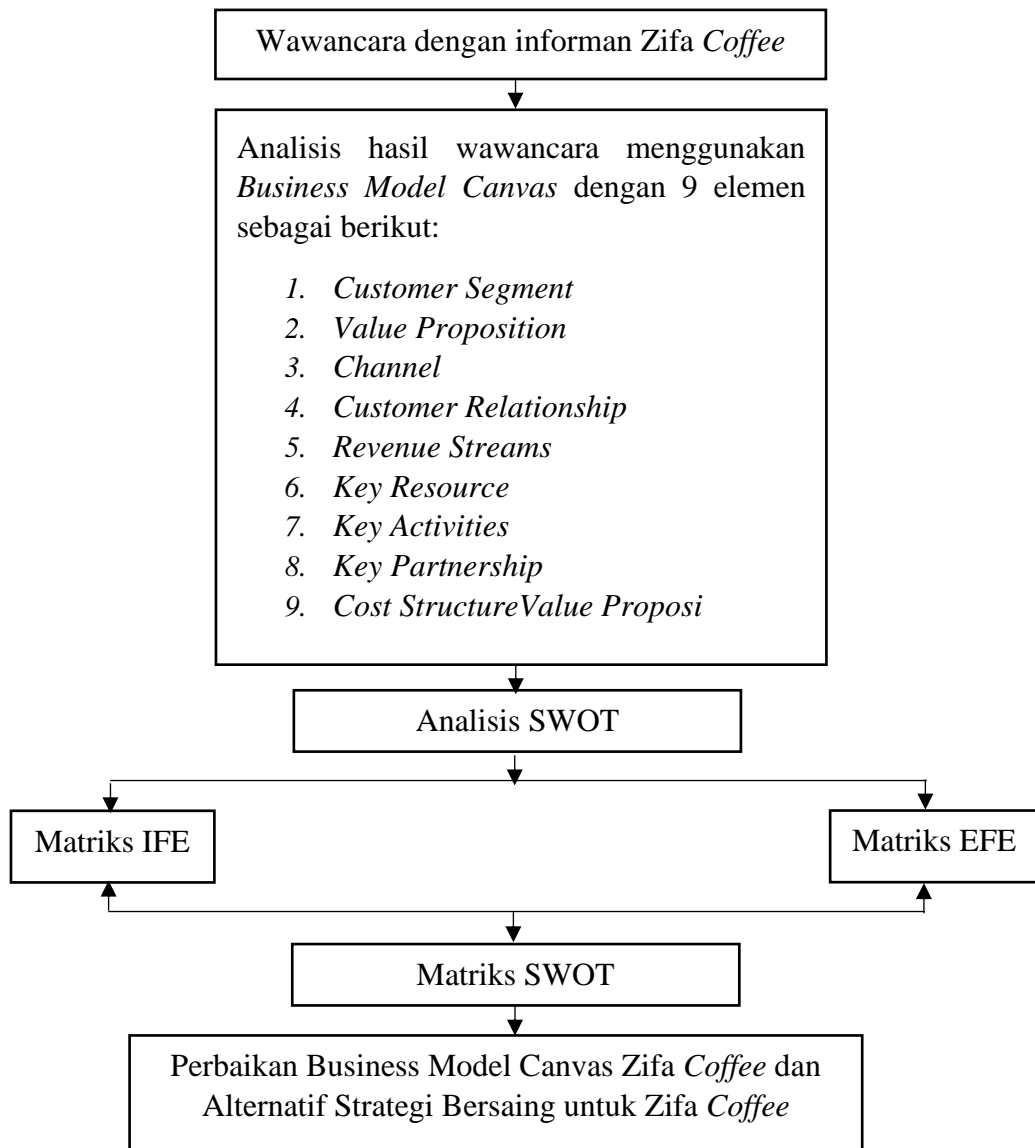 Wawancara dengan informan Zifa Coffee
Analisis hasil wawancara menggunakan
Business Model Canvas dengan 9 elemen
sebagai berikut:
1. Customer Segment
2. Value Proposition
3. Channel
4. Customer Relationship
5. Revenue Streams
6. Key Resource
7. Key Activities
8. Key Partnership
9. Cost StructureValue Proposi
Analisis SWOT
Matriks IFE
Matriks EFE
Matriks SWOT
Perbaikan Business Model Canvas Zifa Coffee dan
Alternatif Strategi Bersaing untuk Zifa Coffee